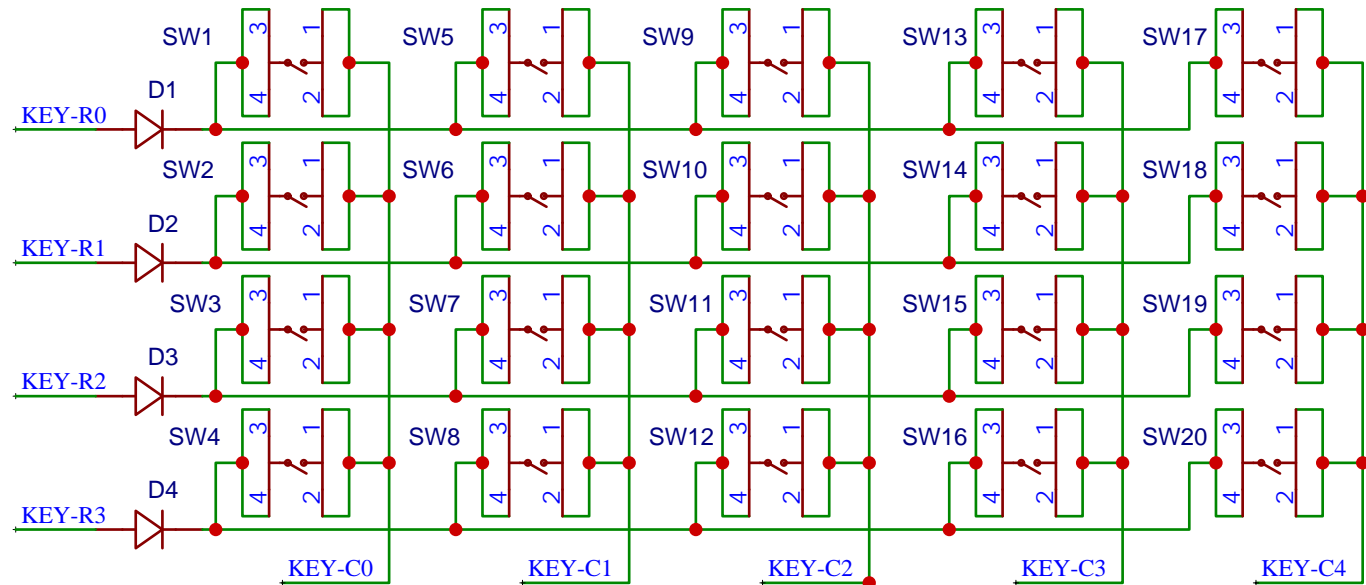 SW1 3 4 1 2 SW5 3 4 1 2 SW9 3 4 1 2 SW13 3 4 1 2 SW17 3 4 1 2
KEY-R0 D1
SW2 3 4 1 2 SW6 3 4 1 2 SW10 3 4 1 2 SW14 3 4 1 2 SW18 3 4 1 2
KEY-R1 D2
SW3 3 4 1 2 SW7 3 4 1 2 SW11 3 4 1 2 SW15 3 4 1 2 SW19 3 4 1 2
KEY-R2 D3
SW4 3 4 1 2 SW8 3 4 1 2 SW12 3 4 1 2 SW16 3 4 1 2 SW20 3 4 1 2
KEY-R3 D4
KEY-C0 KEY-C1 KEY-C2 KEY-C3 KEY-C4